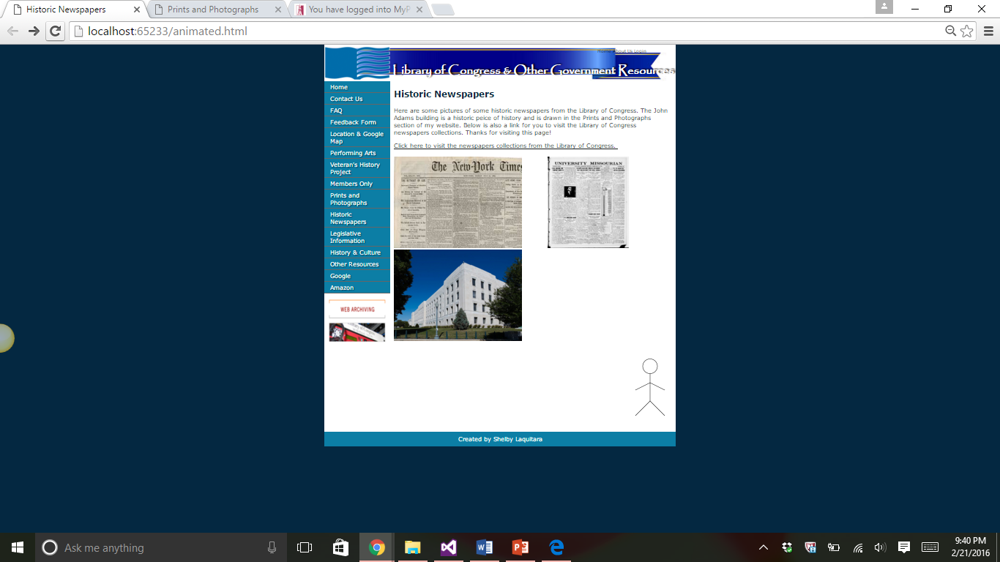 Historic Newspapers
Prints and Photographs
You have logged into MyP
localhost:65233/animated.html
Home About Us Login
Library of Congress & Other Government Resources
Home
Contact Us
FAQ
Feedback Form
Location & Google
Map
Performing Arts
Veteran's History
Project
Members Only
Prints and
Photographs
Historic
Newspapers
Legislative
Information
History & Culture
Other Resources
Google
Amazon
WEB ARCHIVING
Historic Newspapers
Here are some pictures of some historic newspapers from the Library of Congress. The John
Adams building is a historic peice of history and is drawn in the Prints and Photographs
section of my website. Below is also a link for you to visit the Library of Congress
newspapers collections. Thanks for visiting this page!
Click here to visit the newspapers collections from the Library of Congress.
The New-York Times
UNIVERSITY MISSOURIAN
Created by Shelby Laquitara
Ask me anything
9:40 PM
2/21/2016